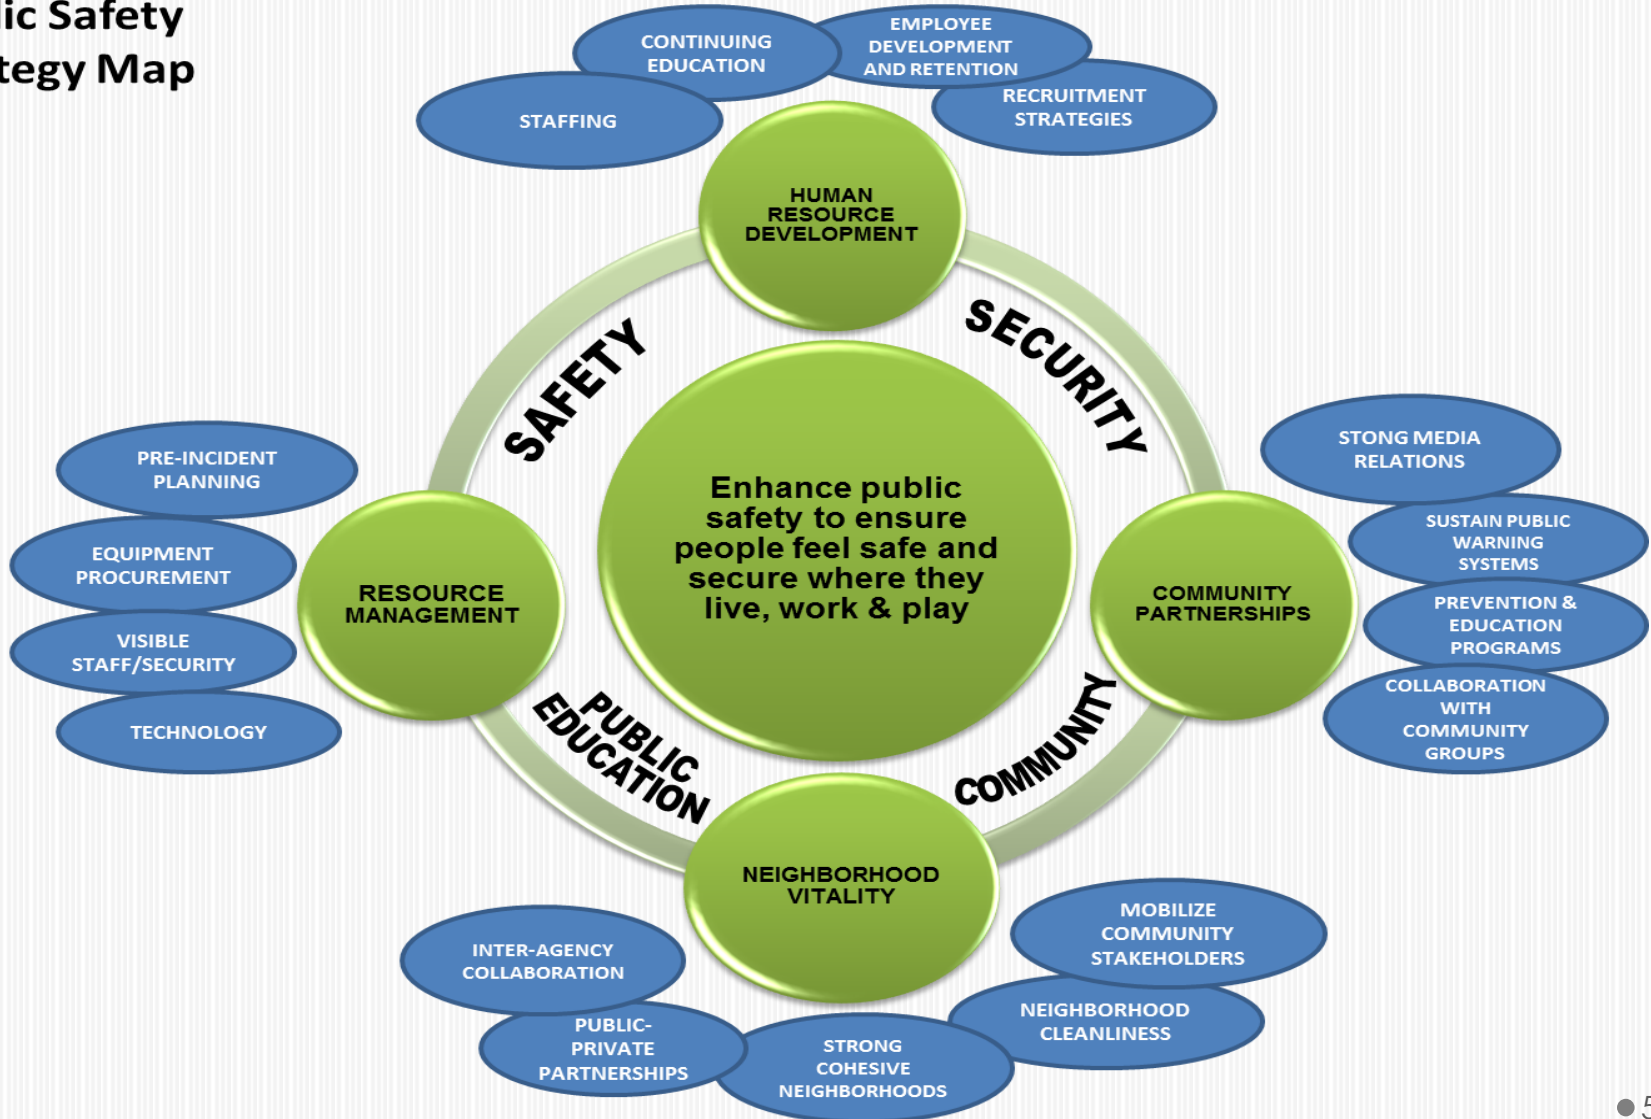 lic Safety
tegy Map
CONTINUING
EDUCATION
EMPLOYEE
DEVELOPMENT
AND RETENTION
STAFFING
RECRUITMENT
STRATEGIES
HUMAN
RESOURCE
DEVELOPMENT
SAFETY
SECURITY
PRE-INCIDENT
PLANNING
EQUIPMENT
PROCUREMENT
VISIBLE
STAFF/SECURITY
TECHNOLOGY
RESOURCE
MANAGEMENT
Enhance public
safety to ensure
people feel safe and
secure where they
live, work & play
COMMUNITY
PARTNERSHIPS
STONG MEDIA
RELATIONS
SUSTAIN PUBLIC
WARNING
SYSTEMS
PREVENTION &
EDUCATION
PROGRAMS
COLLABORATION
WITH
COMMUNITY
GROUPS
PUBLIC
EDUCATION
COMMUNITY
NEIGHBORHOOD
VITALITY
INTER-AGENCY
COLLABORATION
PUBLIC-
PRIVATE
PARTNERSHIPS
STRONG
COHESIVE
NEIGHBORHOODS
MOBILIZE
COMMUNITY
STAKEHOLDERS
NEIGHBORHOOD
CLEANLINESS